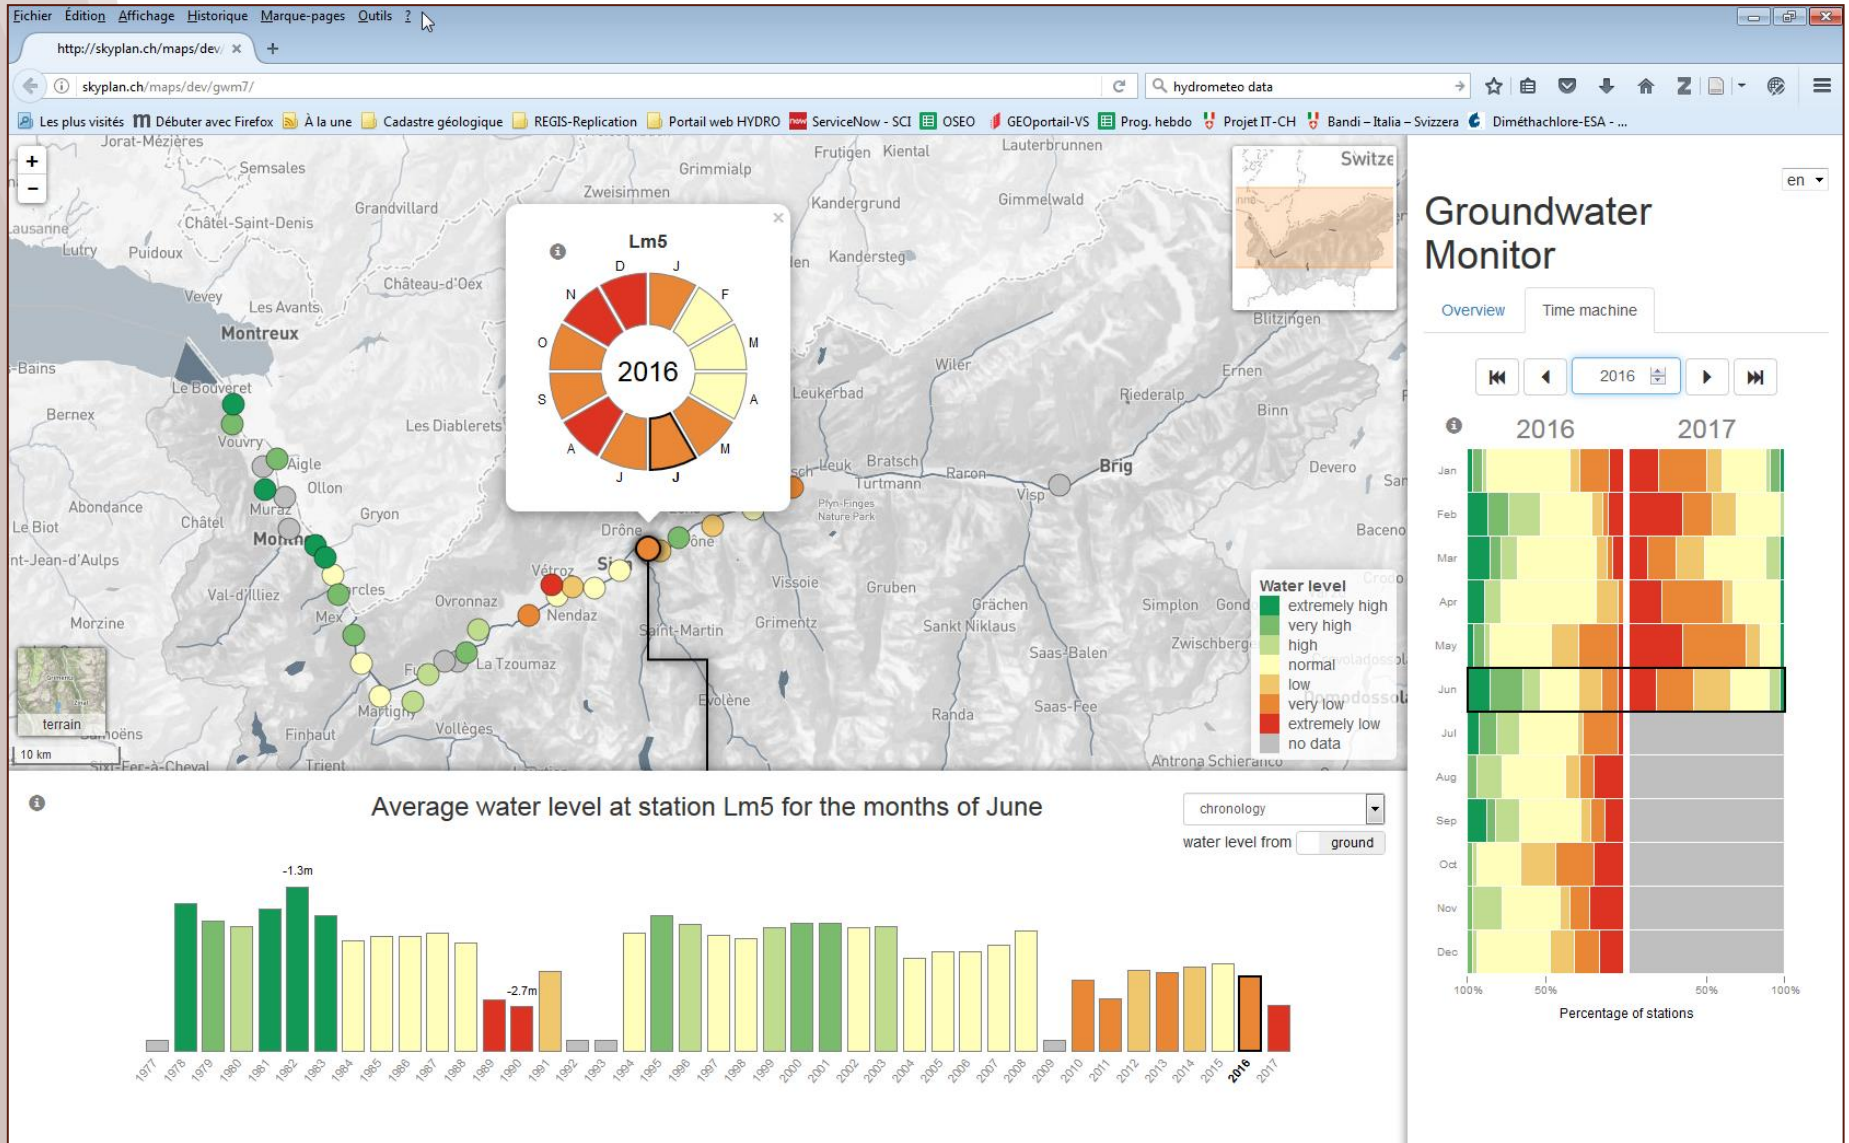 Fichier Édition Affichage Historique Marque-pages Outils ?
http://skyplan.ch/maps/dev/ × +
skyplan.ch/maps/dev/gwm7/
hydrometeo data
Les plus visités Débuter avec Firefox À la une Cadastre géologique REGIS-Replication Portail web HYDRO now ServiceNow - SCI OSEO GEOportail-VS Prog. hebdo Projet IT-CH Bandi – Italia – Svizzera Diméthachlore-ESA - ...
+
−
Jorat-Mézières
Semsales
Grandvillard
Châtel-Saint-Denis
Lausanne
Lutry
Puidoux
Vevey
Les Avants
Château-d'Oex
Montreux
s-Bains
Le Bouveret
Bernex
Vouvry
Aigle
Ollon
Les Diablerets
Abondance
Muraz
Le Biot
Châtel
Gryon
nt-Jean-d'Aulps
Val-d'Illiez
Mex
Morzine
Ovronnaz
Vétroz
Nendaz
La Tzoumaz
Martigny
Vollèges
Finhaut
Trient
Sixt-Fer-à-Cheval
Zweisimmen
Grimmialp
Frutigen
Kiental
Lauterbrunnen
Kandergrund
Gimmelwald
Kandersteg
Blitzingen
Wiler
Ernen
Leukerbad
Riederalp
Binn
Leuk
Bratsch
Turtmann
Raron
Visp
Brig
Devero
Pfyn-Finges
Nature Park
Baceno
Drône
Vissoie
Gruben
Grächen
Simplon
Saint-Martin
Grimentz
Sankt Niklaus
Saas-Balen
Zwischberge
Evolène
Randa
Saas-Fee
Antrona Schieranco
Switze
terrain
10 km
×
Lm5
2016
D
J
F
M
A
M
J
J
A
S
O
N
Water level
extremely high
very high
high
normal
low
very low
extremely low
no data
Average water level at station Lm5 for the months of June
chronology
water level from ground
-1.3m
-2.7m
1977 1978 1979 1980 1981 1982 1983 1984 1985 1986 1987 1988 1989 1990 1991 1992 1993 1994 1995 1996 1997 1998 1999 2000 2001 2002 2003 2004 2005 2006 2007 2008 2009 2010 2011 2012 2013 2014 2015 2016 2017
en
Groundwater
Monitor
Overview Time machine
2016
2016 2017
Jan
Feb
Mar
Apr
May
Jun
Jul
Aug
Sep
Oct
Nov
Dec
100% 50% 50% 100%
Percentage of stations